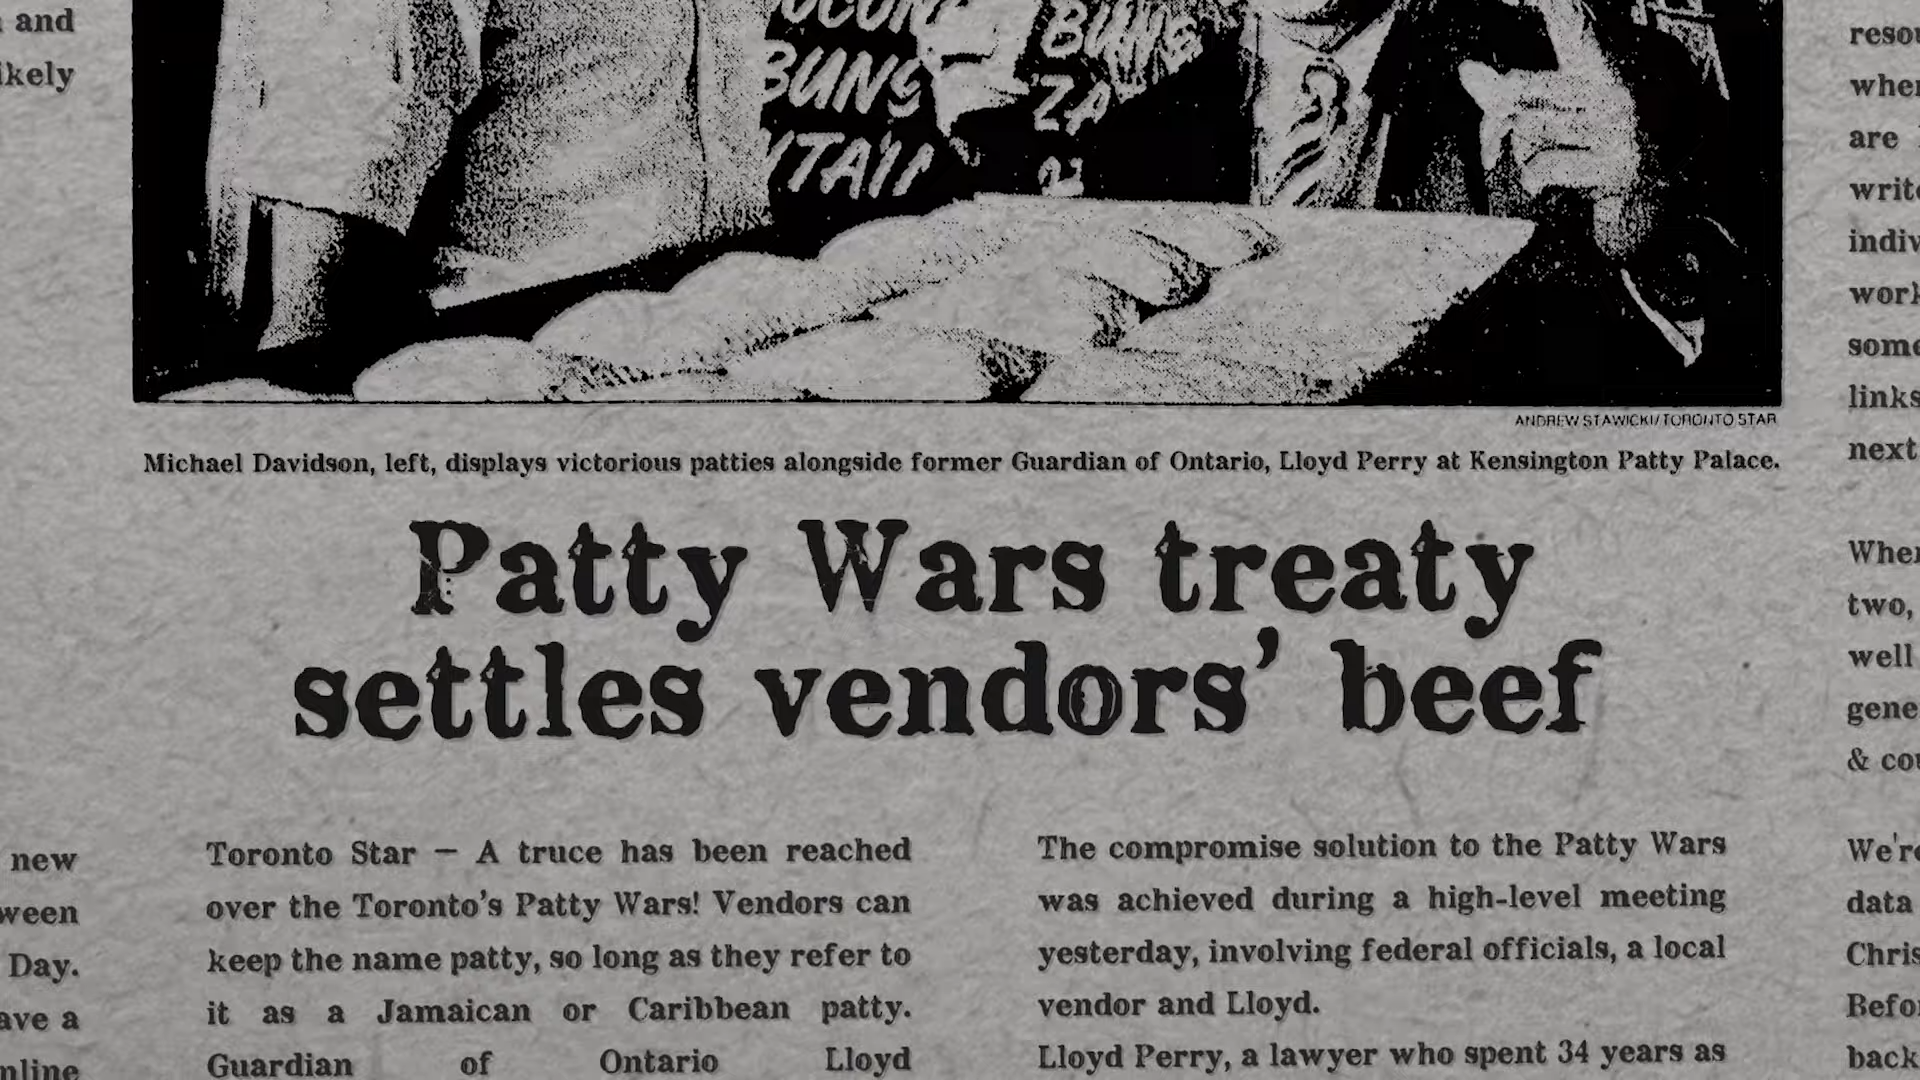 and
likely
BUNS
BUNS
Michael Davidson, left, displays victorious patties alongside former Guardian of Ontario, Lloyd Perry at Kensington Patty Palace.
ANDREW STAWICKI/TORONTO STAR
Patty Wars treaty
settles vendors' beef
new
Day.
Toronto Star — A truce has been reached
over the Toronto's Patty Wars! Vendors can
keep the name patty, so long as they refer to
it as a Jamaican or Caribbean patty.
Guardian of Ontario Lloyd
The compromise solution to the Patty Wars
was achieved during a high-level meeting
yesterday, involving federal officials, a local
vendor and Lloyd.
Lloyd Perry, a lawyer who spent 34 years as
are
links
next
two,
well
&
data